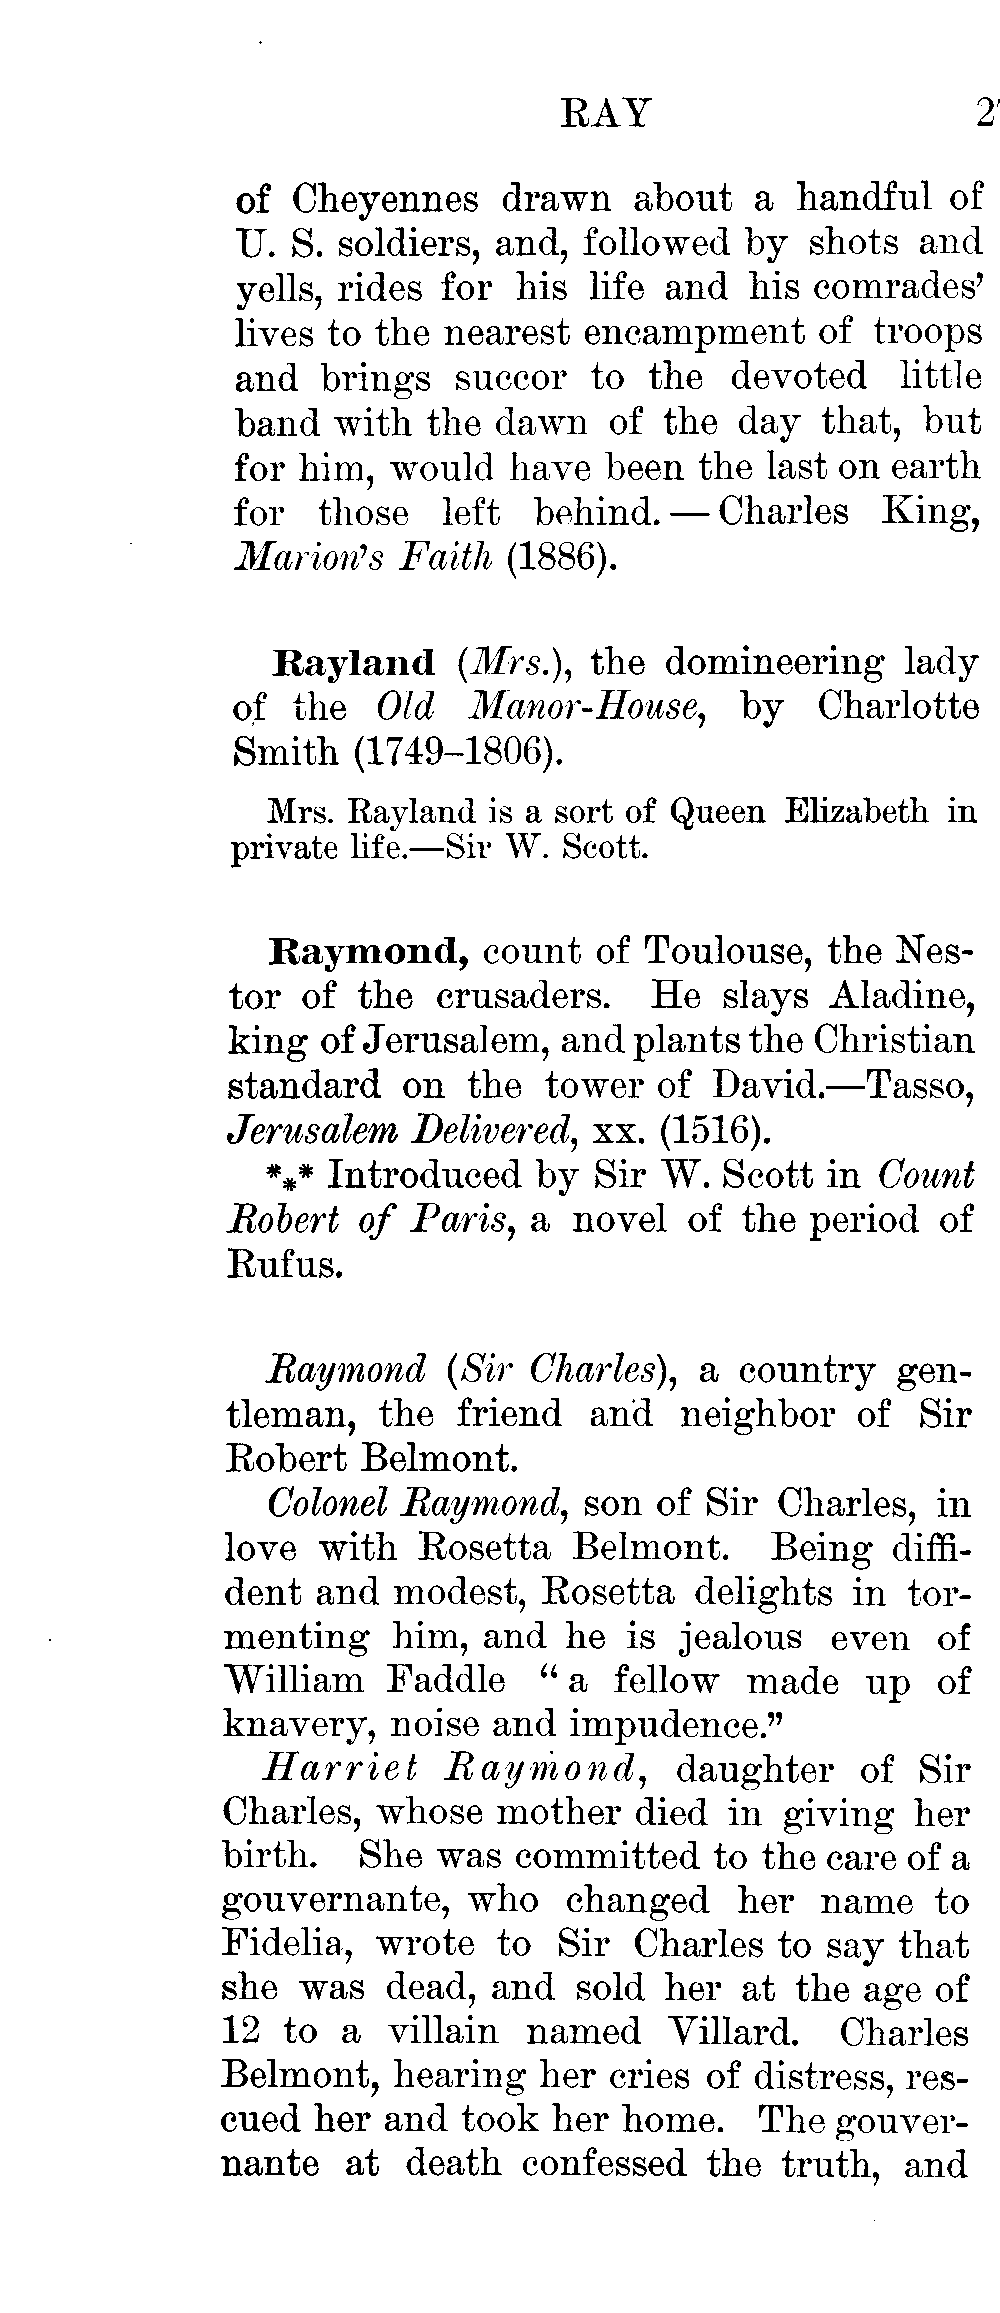 RAY 2
of Cheyennes drawn about a handful of
U. S. soldiers, and, followed by shots and
yells, rides for his life and his comrades'
lives to the nearest encampment of troops
and brings succor to the devoted little
band with the dawn of the day that, but
for him, would have been the last on earth
for those left behind. — Charles King,
Marion's Faith (1886).
Rayland (Mrs.), the domineering lady
of the Old Manor-House, by Charlotte
Smith (1749–1806).
Mrs. Rayland is a sort of Queen Elizabeth in
private life.—Sir W. Scott.
Raymond, count of Toulouse, the Nes-
tor of the crusaders. He slays Aladine,
king of Jerusalem, and plants the Christian
standard on the tower of David.—Tasso,
Jerusalem Delivered, xx. (1516).
*⁎* Introduced by Sir W. Scott in Count
Robert of Paris, a novel of the period of
Rufus.
Raymond (Sir Charles), a country gen-
tleman, the friend and neighbor of Sir
Robert Belmont.
Colonel Raymond, son of Sir Charles, in
love with Rosetta Belmont. Being diffi-
dent and modest, Rosetta delights in tor-
menting him, and he is jealous even of
William Faddle "a fellow made up of
knavery, noise and impudence."
Harriet Raymond, daughter of Sir
Charles, whose mother died in giving her
birth. She was committed to the care of a
gouvernante, who changed her name to
Fidelia, wrote to Sir Charles to say that
she was dead, and sold her at the age of
12 to a villain named Villard. Charles
Belmont, hearing her cries of distress, res-
cued her and took her home. The gouver-
nante at death confessed the truth, and